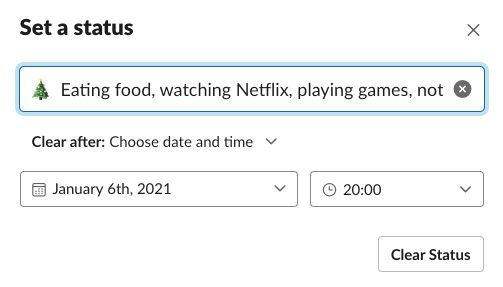 Set a status
Eating food, watching Netflix, playing games, not
Clear after: Choose date and time
January 6th, 2021
20:00
Clear Status